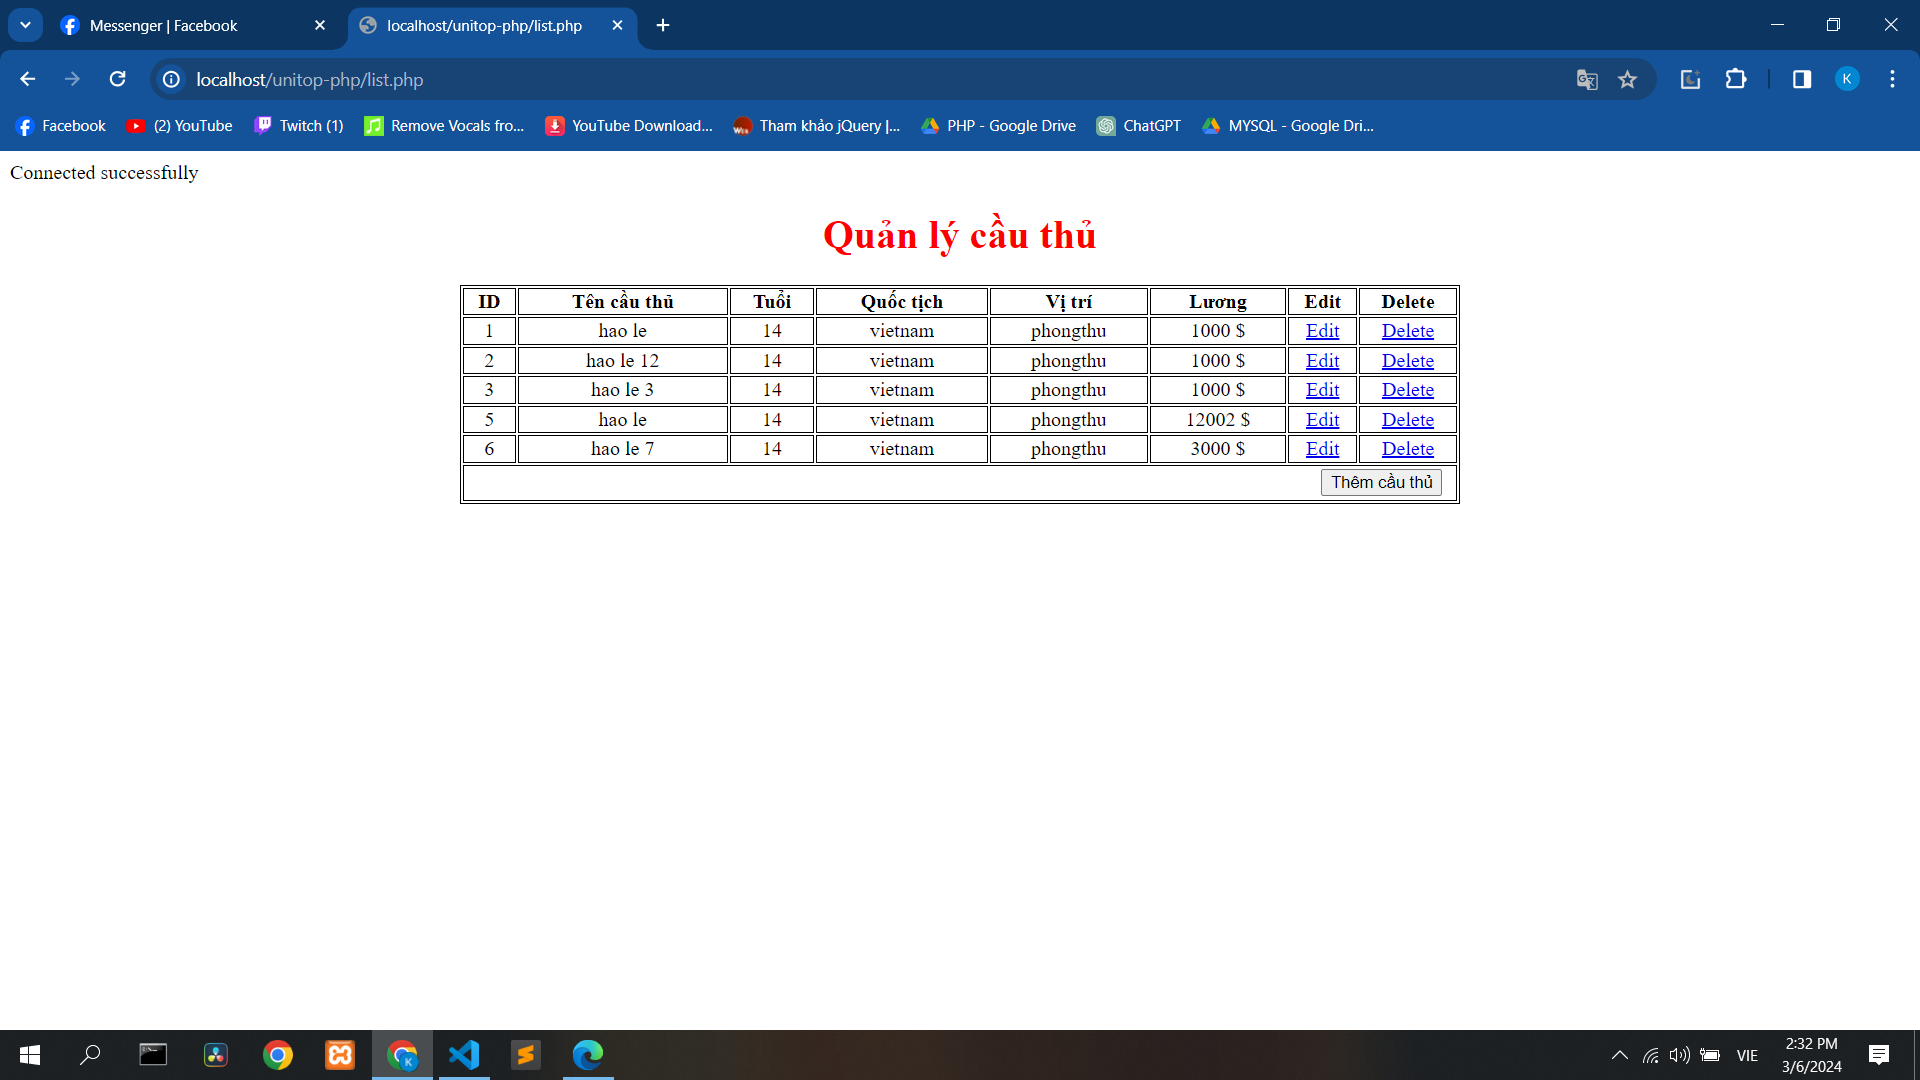 Messenger | Facebook
localhost/unitop-php/list.php
localhost/unitop-php/list.php
K
Facebook (2) YouTube Twitch (1) Remove Vocals fro... YouTube Download... Tham khảo jQuery |... PHP - Google Drive ChatGPT MYSQL - Google Dri...
Connected successfully
Quản lý cầu thủ
ID Tên cầu thủ Tuổi Quốc tịch Vị trí Lương Edit Delete
1 hao le 14 vietnam phongthu 1000 $ Edit Delete
2 hao le 12 14 vietnam phongthu 1000 $ Edit Delete
3 hao le 3 14 vietnam phongthu 1000 $ Edit Delete
5 hao le 14 vietnam phongthu 12002 $ Edit Delete
6 hao le 7 14 vietnam phongthu 3000 $ Edit Delete
Thêm cầu thủ
K
VIE
2:32 PM
3/6/2024